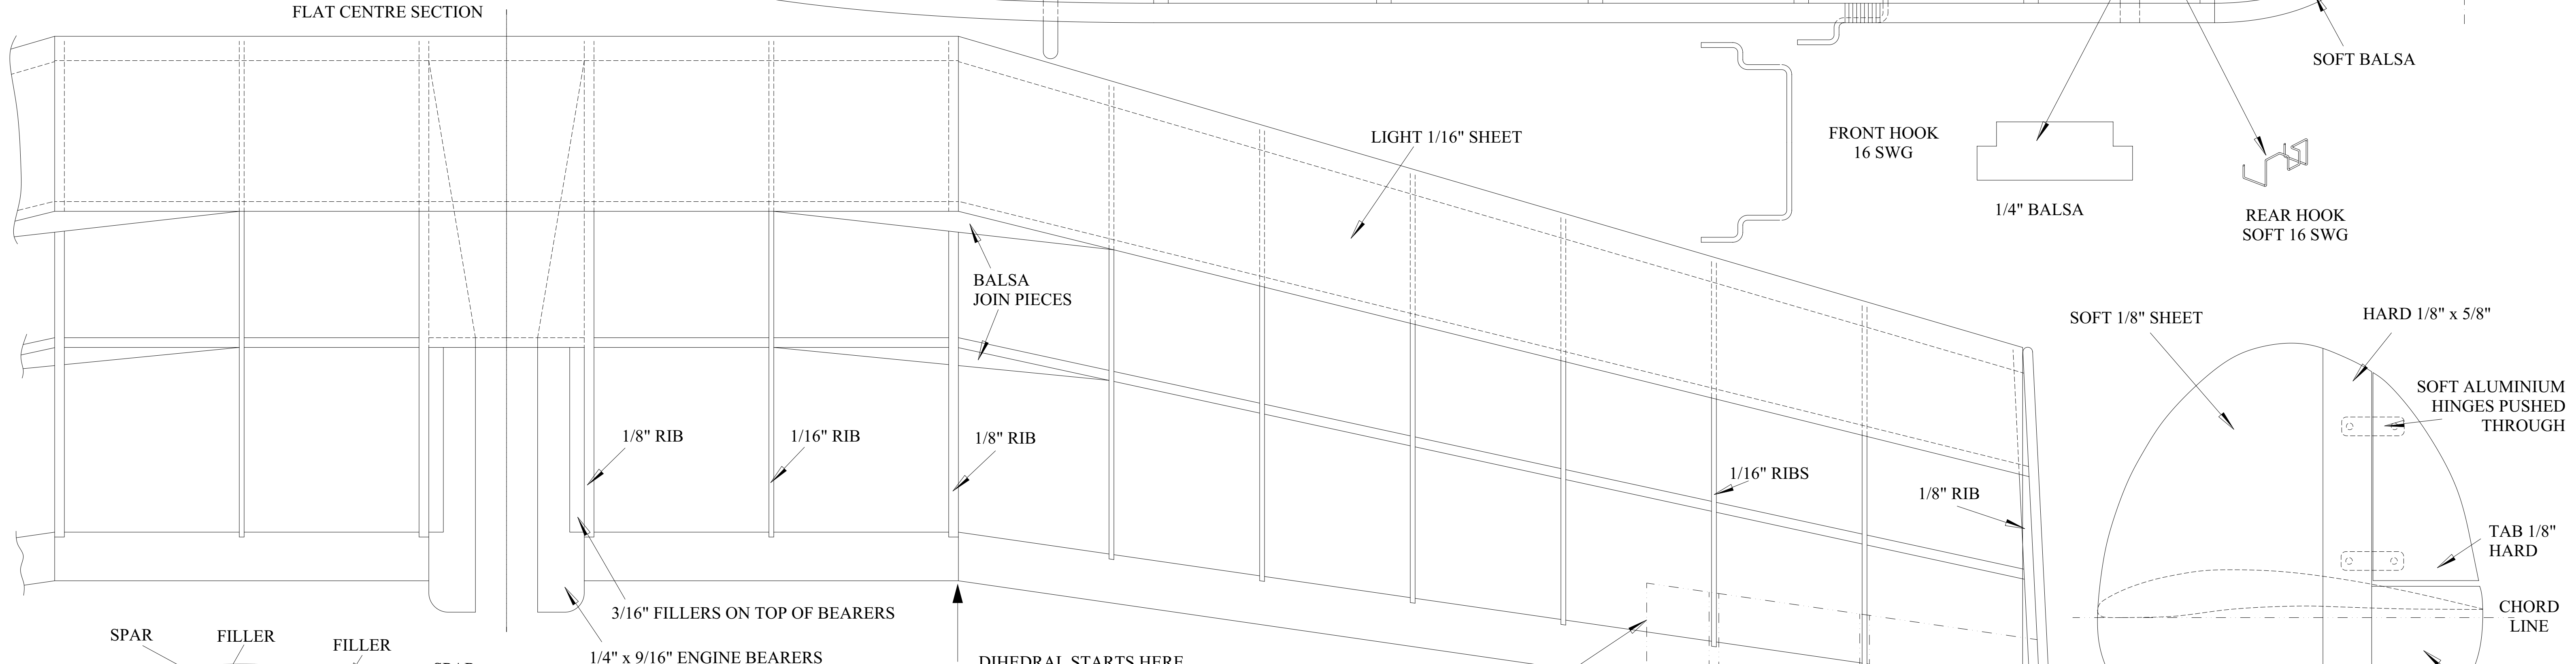 FLAT CENTRE SECTION
SOFT BALSA
LIGHT 1/16" SHEET
FRONT HOOK
16 SWG
1/4" BALSA
REAR HOOK
SOFT 16 SWG
BALSA
JOIN PIECES
SOFT 1/8" SHEET
HARD 1/8" x 5/8"
SOFT ALUMINIUM
HINGES PUSHED
THROUGH
1/8" RIB
1/16" RIB
1/8" RIB
1/16" RIBS
1/8" RIB
TAB 1/8"
HARD
3/16" FILLERS ON TOP OF BEARERS
CHORD
LINE
SPAR
FILLER
FILLER
SPAR
1/4" x 9/16" ENGINE BEARERS
DIHEDRAL STARTS HERE